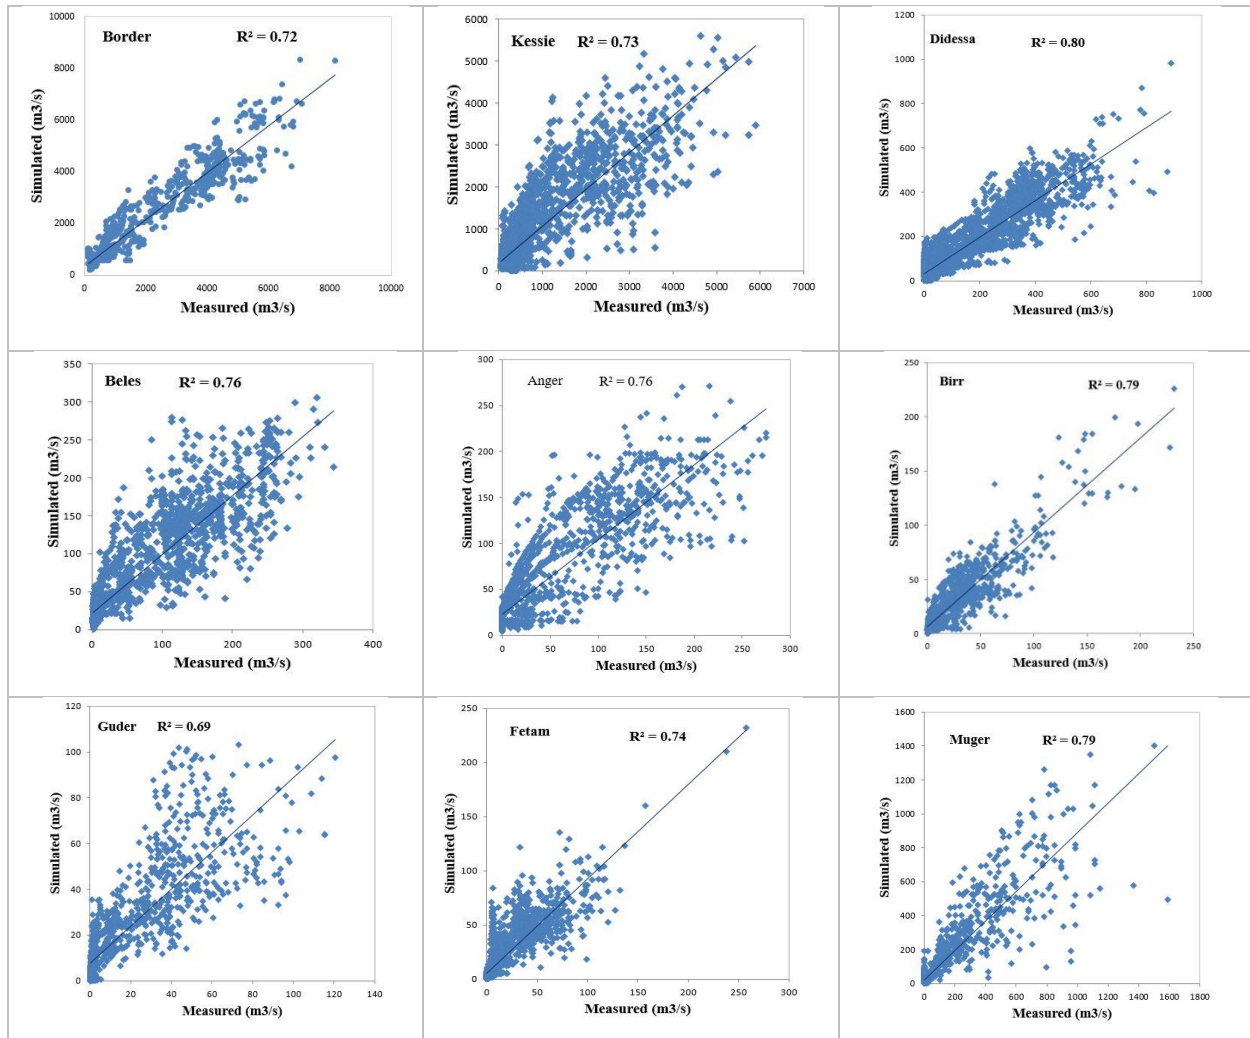 Border R² = 0.72
10000
8000
6000
4000
2000
0
Simulated (m3/s)
0 2000 4000 6000 8000 10000
Measured (m3/s)
Kessie R² = 0.73
6000
5000
4000
3000
2000
1000
0
Simulated (m3/s)
0 1000 2000 3000 4000 5000 6000 7000
Measured (m3/s)
Didessa R² = 0.80
1200
1000
800
600
400
200
0
Simulated (m3/s)
0 200 400 600 800 1000
Measured (m3/s)
Beles R² = 0.76
350
300
250
200
150
100
50
0
Simulated (m3/s)
0 100 200 300 400
Measured (m3/s)
Anger R² = 0.76
300
250
200
150
100
50
0
Simulated (m3/s)
0 50 100 150 200 250 300
Measured (m3/s)
Birr R² = 0.79
250
200
150
100
50
0
Simulated (m3/s)
0 50 100 150 200 250
Measured (m3/s)
Guder R² = 0.69
120
100
80
60
40
20
0
Simulated (m3/s)
0 20 40 60 80 100 120 140
Measured (m3/s)
Fetam R² = 0.74
250
200
150
100
50
0
Simulated (m3/s)
0 50 100 150 200 250 300
Measured (m3/s)
Muger R² = 0.79
1600
1400
1200
1000
800
600
400
200
0
Simulated (m3/s)
0 200 400 600 800 1000 1200 1400 1600 1800
Measured (m3/s)